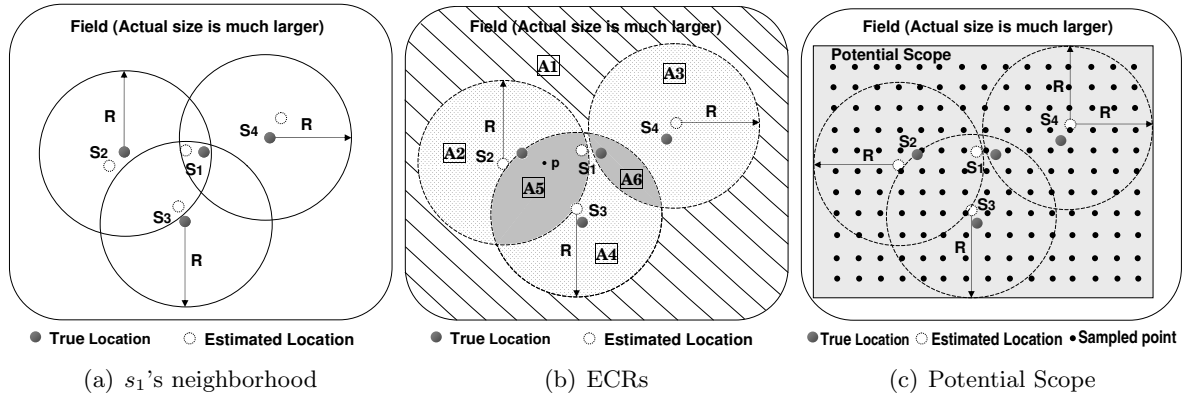 Field (Actual size is much larger)
R
S4
R
S2
S1
S3
R
True Location
Estimated Location
(a) s1's neighborhood
Field (Actual size is much larger)
A1
A3
R
R
S4
A2
S2
p
S1
A5
A6
S3
R
A4
True Location
Estimated Location
(b) ECRs
Field (Actual size is much larger)
Potential Scope
R
R
S4
S2
R
S1
S3
R
True Location
Estimated Location
Sampled point
(c) Potential Scope